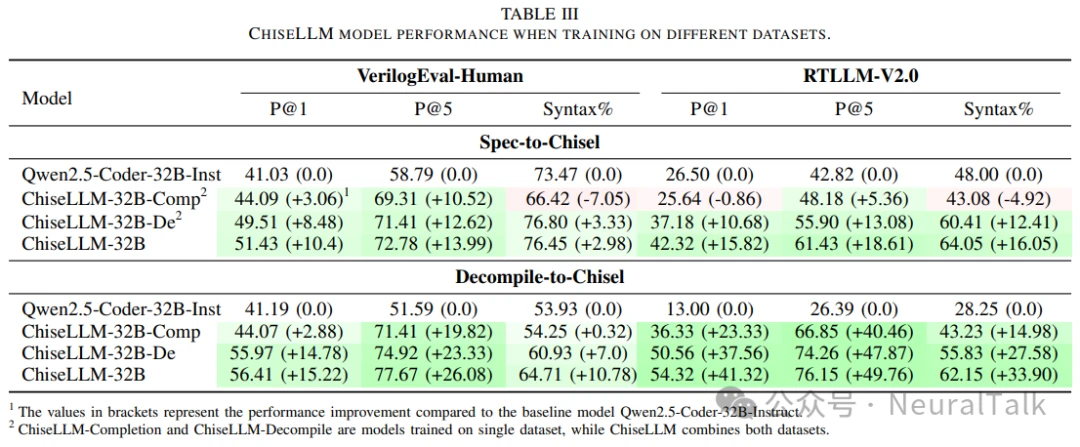 TABLE III
CHISELLM MODEL PERFORMANCE WHEN TRAINING ON DIFFERENT DATASETS.
Model VerilogEval-Human RTLLM-V2.0
P@1 P@5 Syntax% P@1 P@5 Syntax%
Spec-to-Chisel
Qwen2.5-Coder-32B-Inst 41.03 (0.0) 58.79 (0.0) 73.47 (0.0) 26.50 (0.0) 42.82 (0.0) 48.00 (0.0)
ChiseLLM-32B-Comp² 44.09 (+3.06)¹ 69.31 (+10.52) 66.42 (-7.05) 25.64 (-0.86) 48.18 (+5.36) 43.08 (-4.92)
ChiseLLM-32B-De² 49.51 (+8.48) 71.41 (+12.62) 76.80 (+3.33) 37.18 (+10.68) 55.90 (+13.08) 60.41 (+12.41)
ChiseLLM-32B 51.43 (+10.4) 72.78 (+13.99) 76.45 (+2.98) 42.32 (+15.82) 61.43 (+18.61) 64.05 (+16.05)
Decompile-to-Chisel
Qwen2.5-Coder-32B-Inst 41.19 (0.0) 51.59 (0.0) 53.93 (0.0) 13.00 (0.0) 26.39 (0.0) 28.25 (0.0)
ChiseLLM-32B-Comp 44.07 (+2.88) 71.41 (+19.82) 54.25 (+0.32) 36.33 (+23.33) 66.85 (+40.46) 43.23 (+14.98)
ChiseLLM-32B-De 55.97 (+14.78) 74.92 (+23.33) 60.93 (+7.0) 50.56 (+37.56) 74.26 (+47.87) 55.83 (+27.58)
ChiseLLM-32B 56.41 (+15.22) 77.67 (+26.08) 64.71 (+10.78) 54.32 (+41.32) 76.15 (+49.76) 62.15 (+33.90)
¹ The values in brackets represent the performance improvement compared to the baseline model Qwen2.5-Coder-32B-Instruct.
² ChiseLLM-Completion and ChiseLLM-Decompile are models trained on single dataset, while ChiseLLM combines both datasets.
公众号 · NeuralTalk